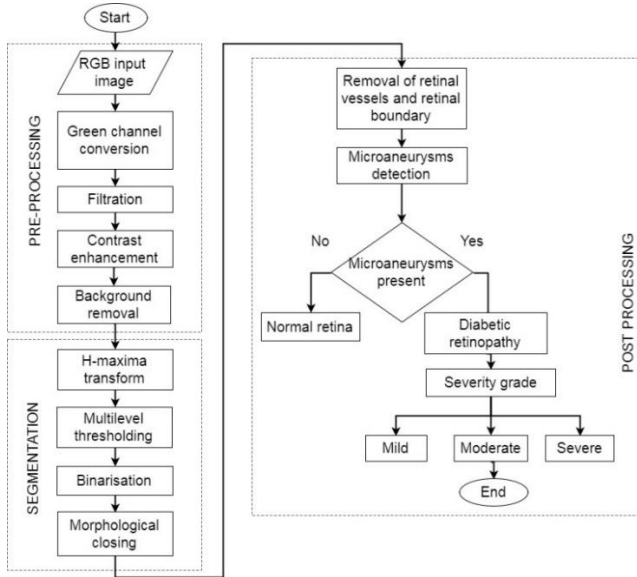 Start
PRE-PROCESSING
RGB input
image
Green channel
conversion
Filtration
Contrast
enhancement
Background
removal
SEGMENTATION
H-maxima
transform
Multilevel
thresholding
Binarisation
Morphological
closing
POST PROCESSING
Removal of retinal
vessels and retinal
boundary
Microaneurysms
detection
No
Yes
Microaneurysms
present
Normal retina
Diabetic
retinopathy
Severity grade
Mild
Moderate
Severe
End